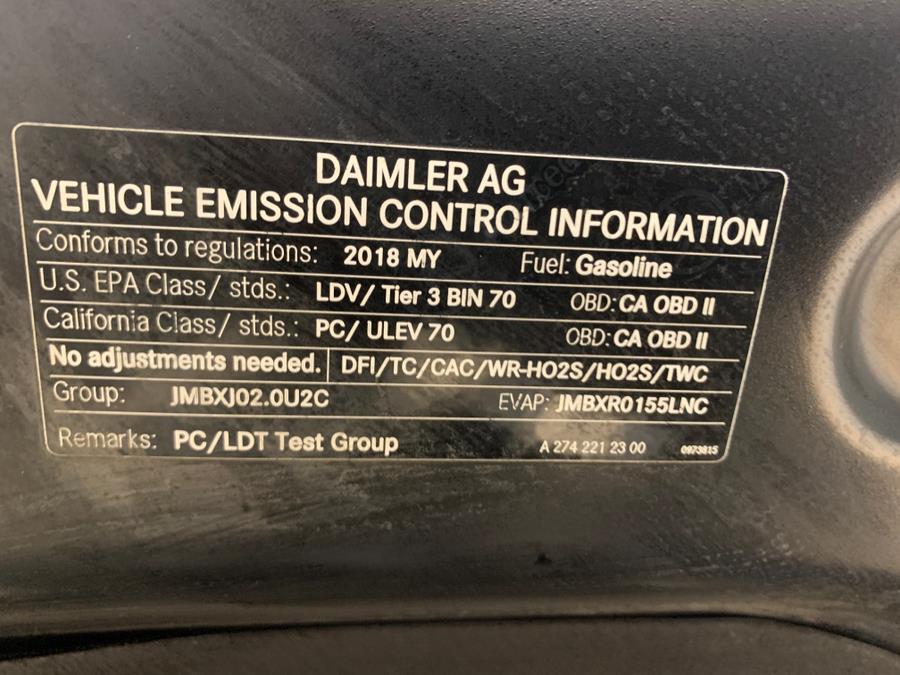 DAIMLER AG
VEHICLE EMISSION CONTROL INFORMATION
Conforms to regulations: 2018 MY Fuel: Gasoline
U.S. EPA Class/ stds.: LDV/ Tier 3 BIN 70 OBD: CA OBD II
California Class/ stds.: PC/ ULEV 70 OBD: CA OBD II
No adjustments needed. DFI/TC/CAC/WR-HO2S/HO2S/TWC
Group: JMBXJ02.0U2C EVAP: JMBXR0155LNC
Remarks: PC/LDT Test Group A 274 221 23 00 0973815